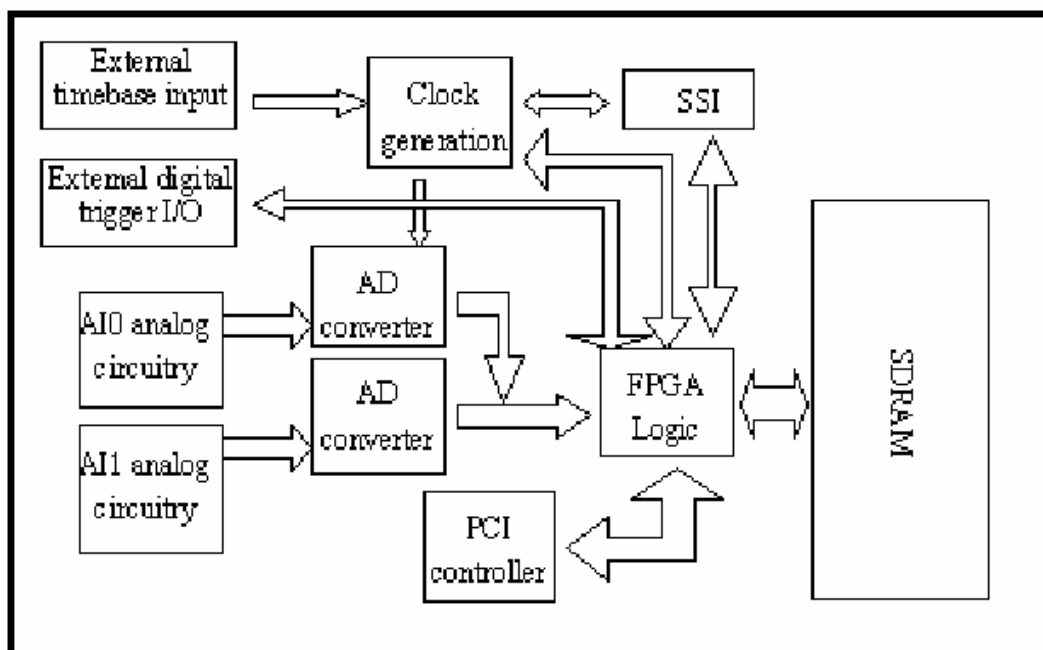 External
timebase input
Clock
generation
SSI
External digital
trigger I/O
AD
converter
AI0 analog
circuitry
AD
converter
FPGA
Logic
SDRAM
AI1 analog
circuitry
PCI
controller